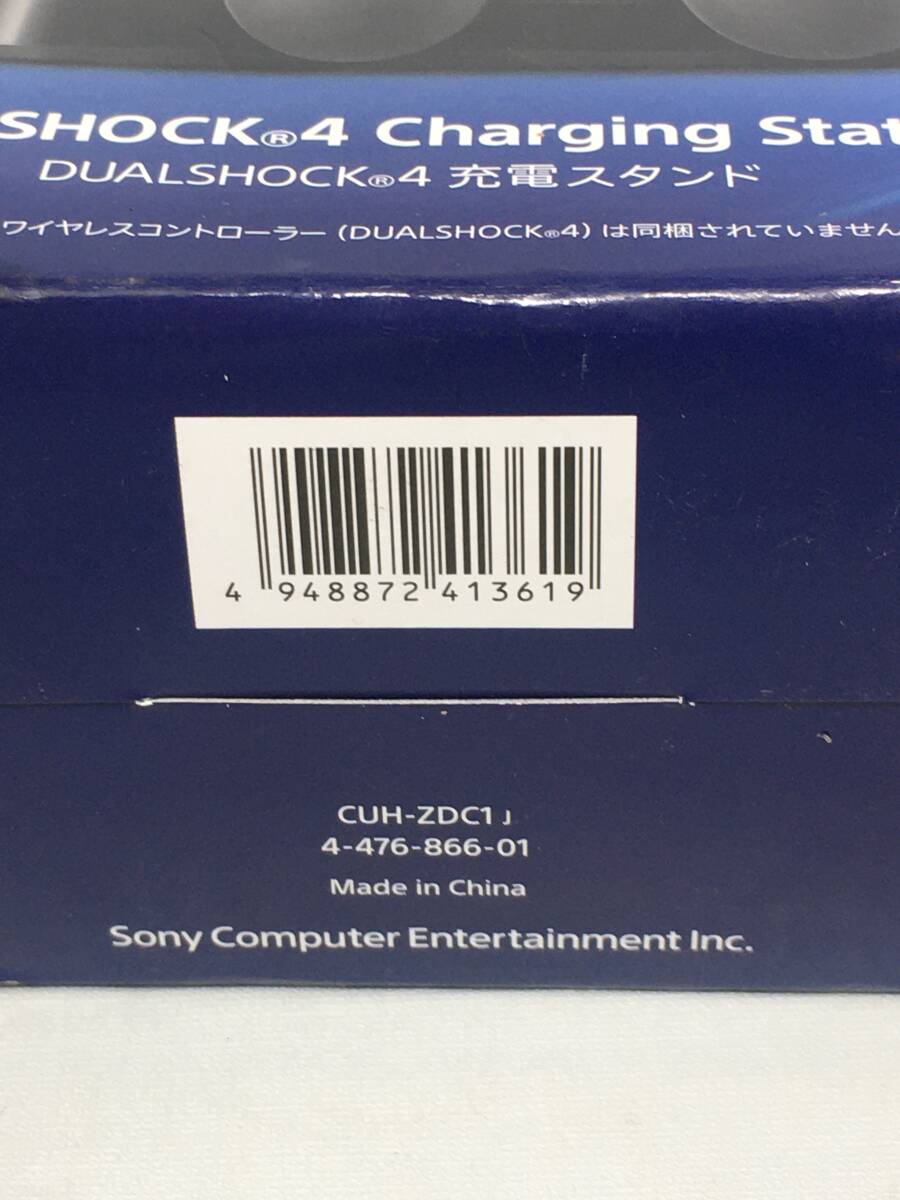 SHOCK®4 Charging Stat
DUALSHOCK®4 充電スタンド
ワイヤレスコントローラー（DUALSHOCK®4）は同梱されていません
4 948872 413619
CUH-ZDC1 J
4-476-866-01
Made in China
Sony Computer Entertainment Inc.